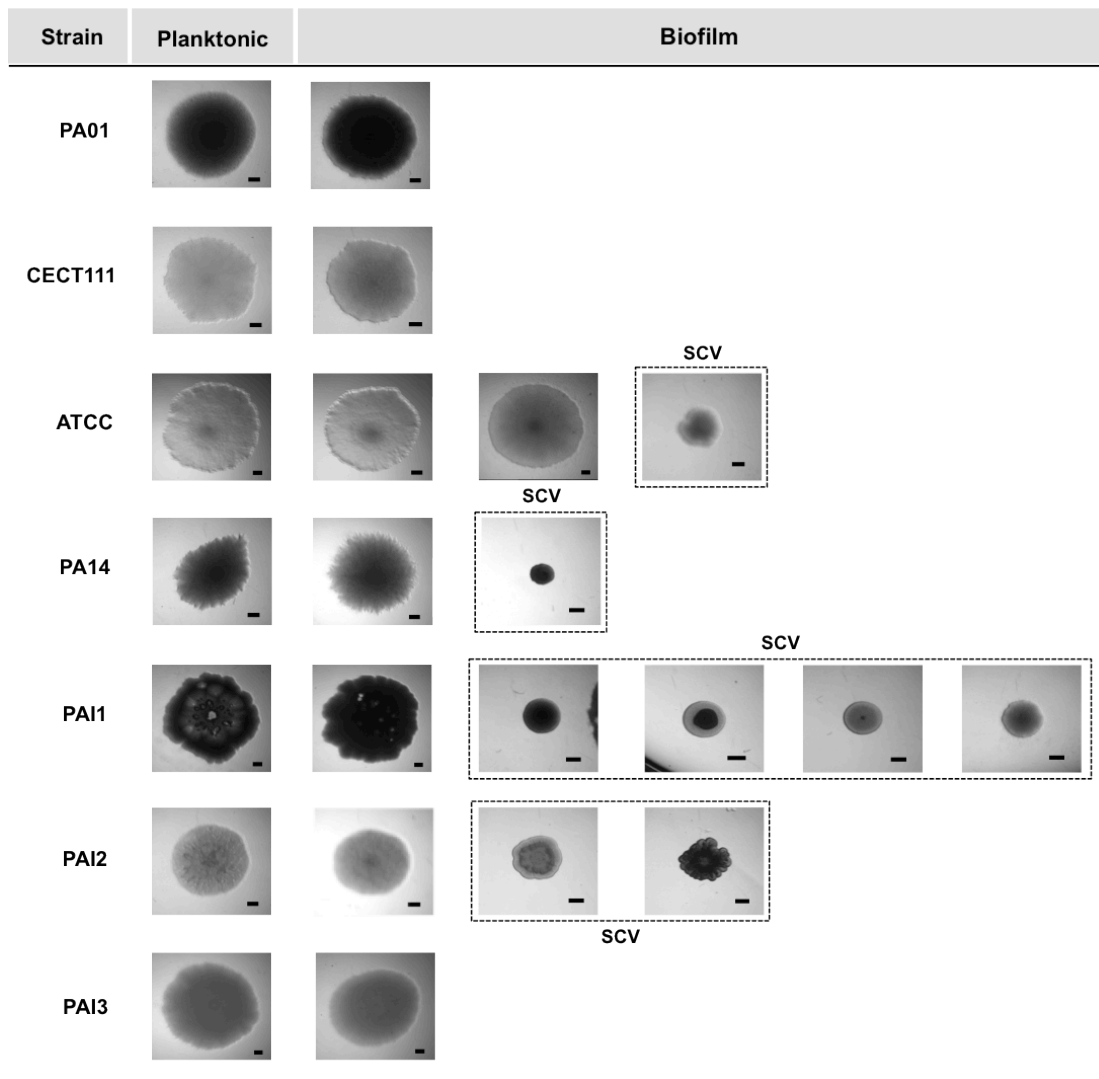 Strain Planktonic Biofilm
PA01
CECT111
SCV
ATCC
SCV
PA14
SCV
PAI1
PAI2
SCV
PAI3